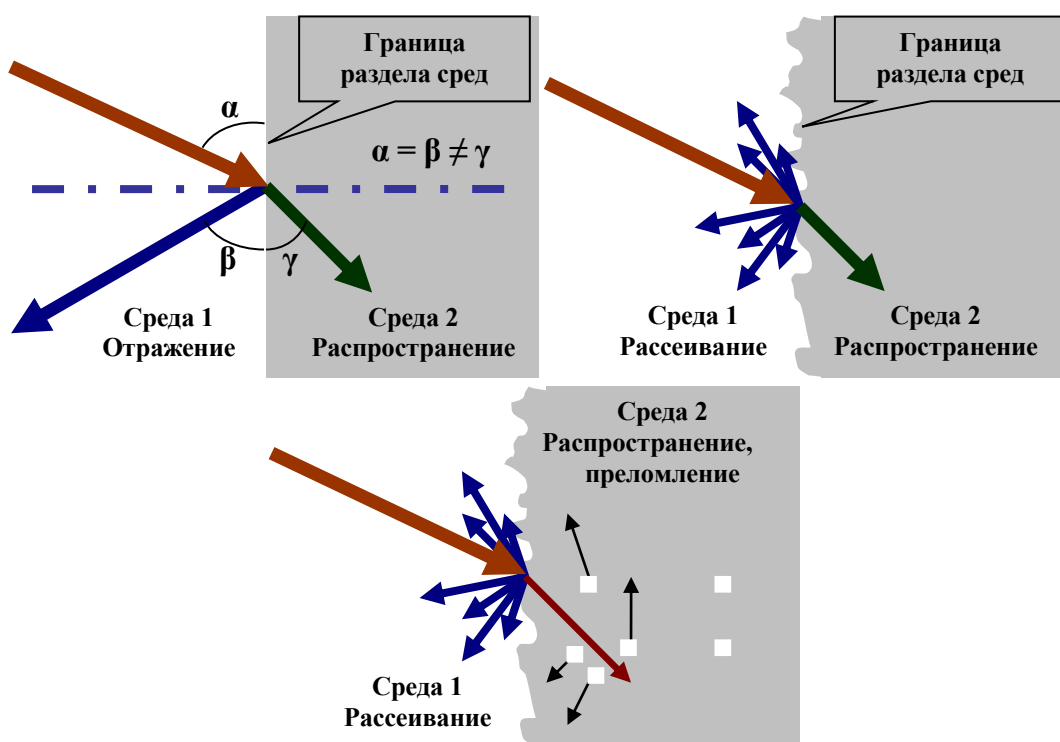 Граница
раздела сред
α
α = β ≠ γ
β
γ
Среда 1
Отражение
Среда 2
Распространение
Граница
раздела сред
Среда 1
Рассеивание
Среда 2
Распространение
Среда 2
Распространение,
преломление
Среда 1
Рассеивание